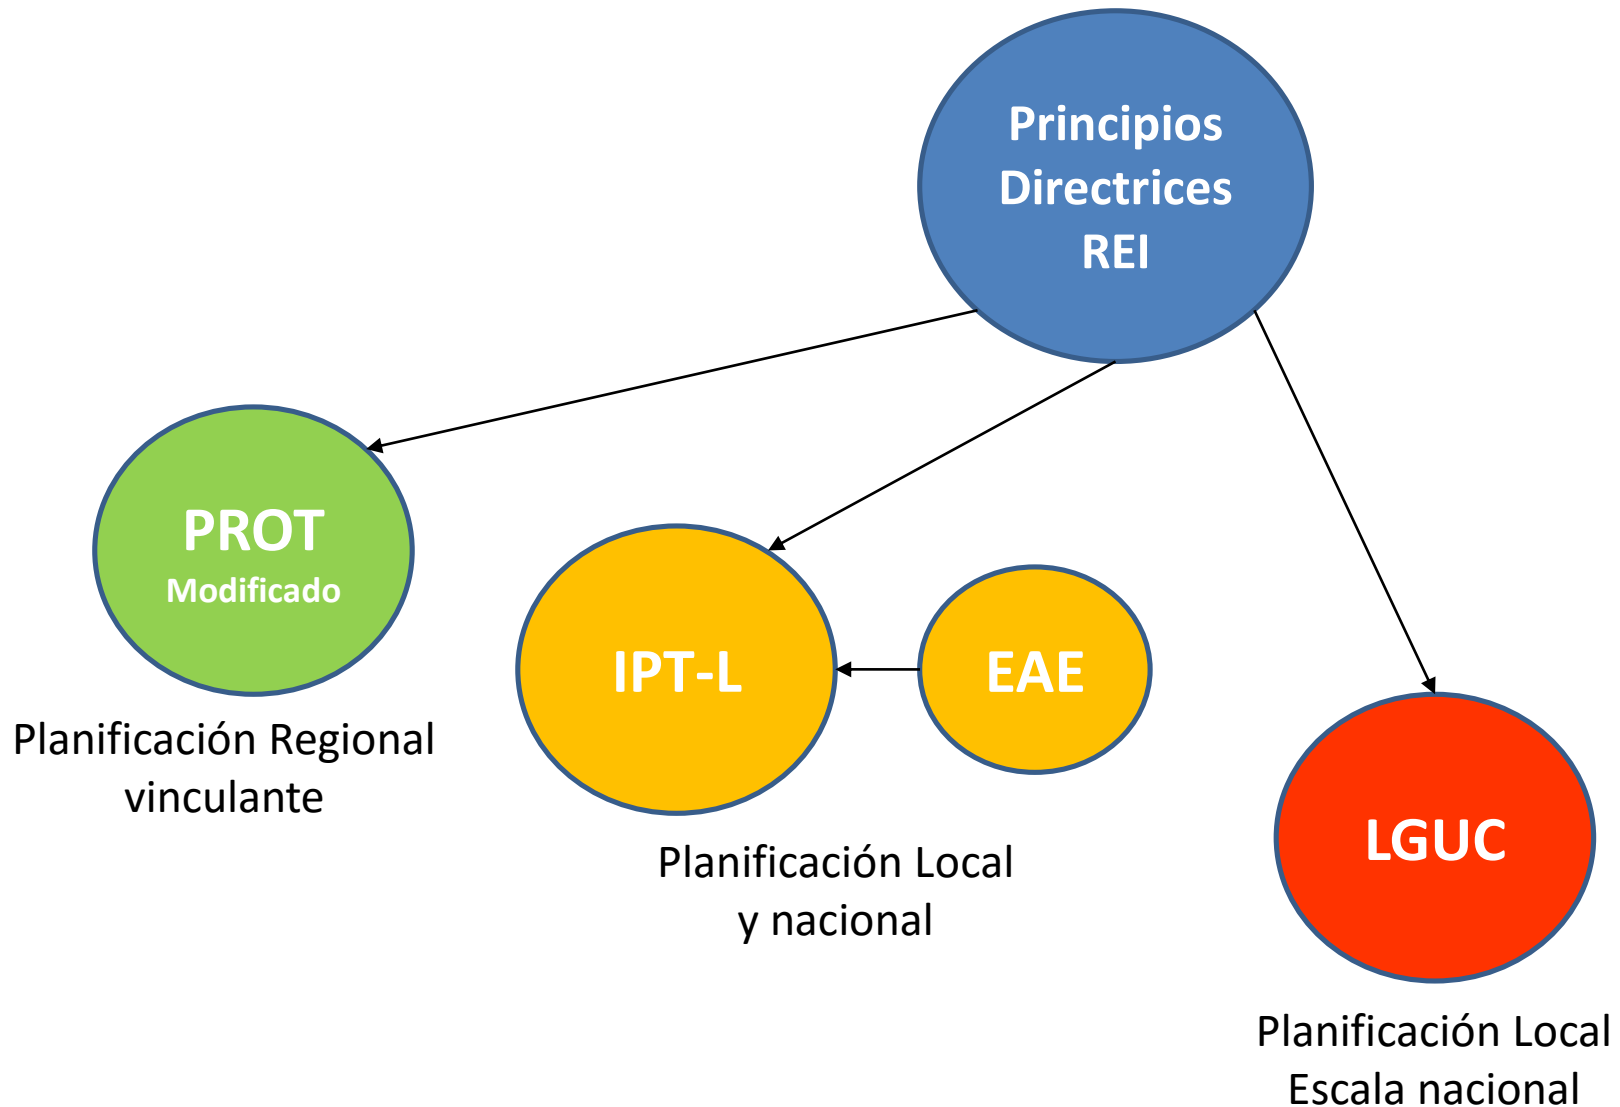 Principios
Directrices
REI
PROT
Modificado
Planificación Regional
vinculante
IPT-L
EAE
Planificación Local
y nacional
LGUC
Planificación Local
Escala nacional